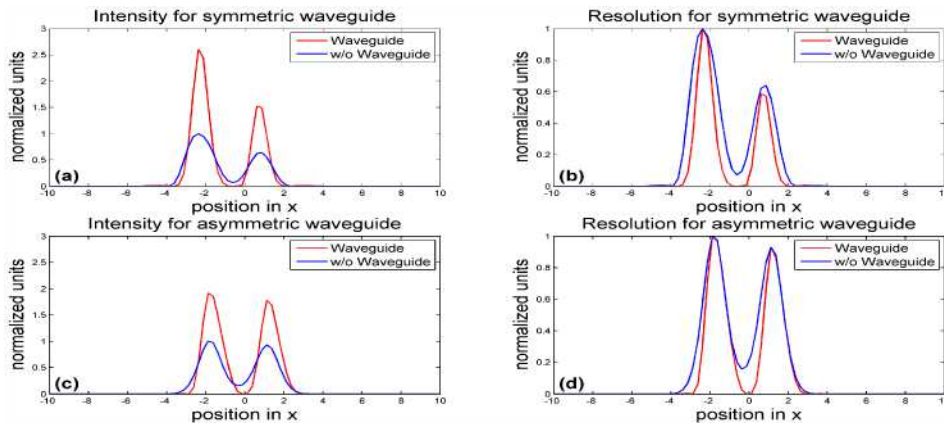 Intensity for symmetric waveguide
normalized units
3
2.5
2
1.5
1
0.5
0
Waveguide
w/o Waveguide
(a)
-10 -8 -6 -4 -2 0 2 4 6 8 10
position in x
Resolution for symmetric waveguide
normalized units
1
0.8
0.6
0.4
0.2
0
Waveguide
w/o Waveguide
(b)
-10 -8 -6 -4 -2 0 2 4 6 8 10
position in x
Intensity for asymmetric waveguide
normalized units
3
2.5
2
1.5
1
0.5
0
Waveguide
w/o Waveguide
(c)
-10 -8 -6 -4 -2 0 2 4 6 8 10
position in x
Resolution for asymmetric waveguide
normalized units
1
0.8
0.6
0.4
0.2
0
Waveguide
w/o Waveguide
(d)
-10 -8 -6 -4 -2 0 2 4 6 8
position in x